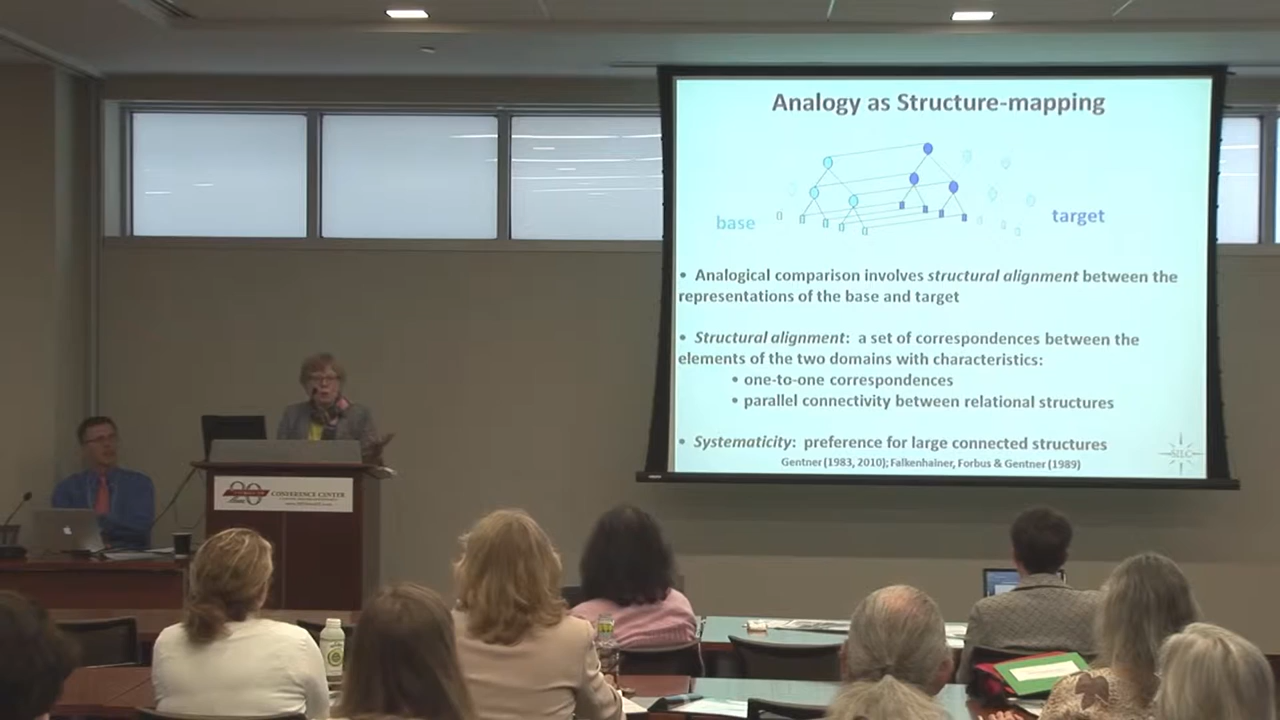 Analogy as Structure-mapping
base
target
• Analogical comparison involves structural alignment between the
representations of the base and target
• Structural alignment: a set of correspondences between the
elements of the two domains with characteristics:
• one-to-one correspondences
• parallel connectivity between relational structures
• Systematicity: preference for large connected structures
Gentner (1983, 2010); Falkenhainer, Forbus & Gentner (1989)
SILC
20
CONFERENCE CENTER